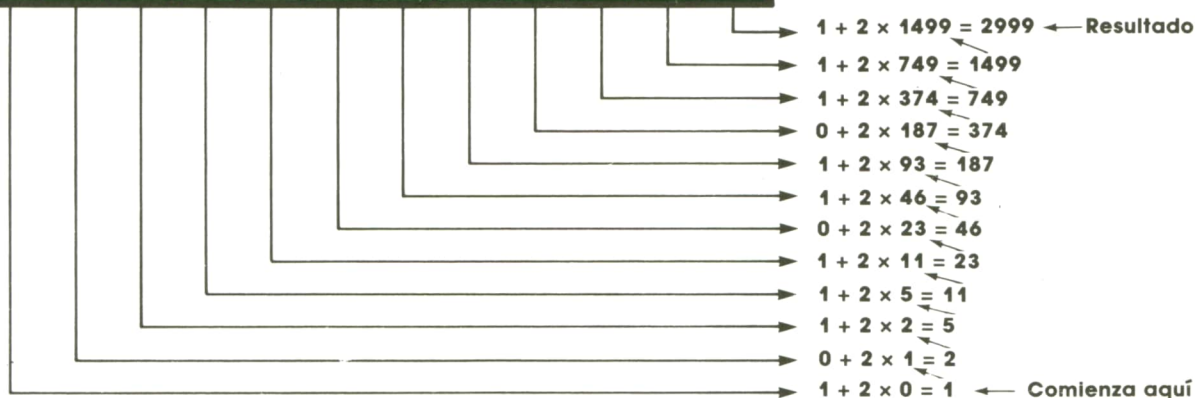 1 + 2 × 1499 = 2999 ← Resultado
1 + 2 × 749 = 1499
1 + 2 × 374 = 749
0 + 2 × 187 = 374
1 + 2 × 93 = 187
1 + 2 × 46 = 93
0 + 2 × 23 = 46
1 + 2 × 11 = 23
1 + 2 × 5 = 11
1 + 2 × 2 = 5
0 + 2 × 1 = 2
1 + 2 × 0 = 1 ← Comienza aquí